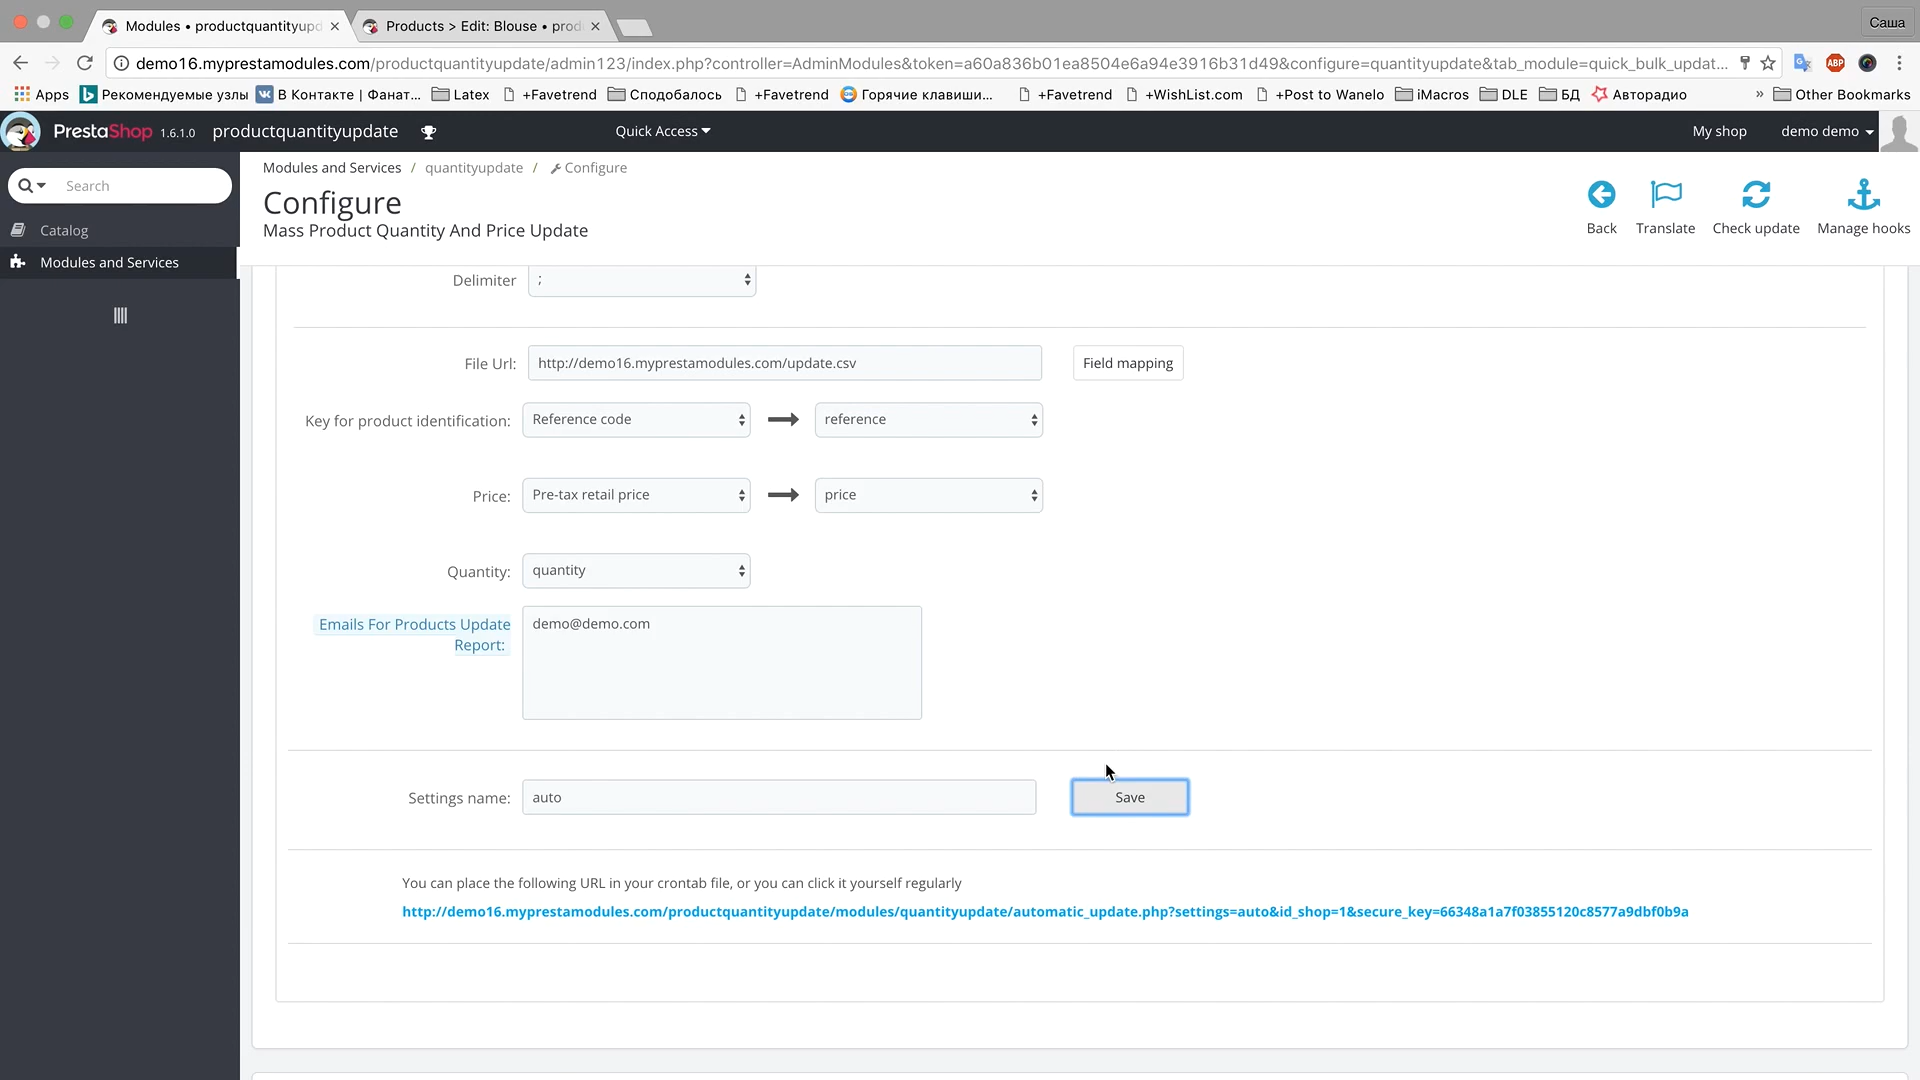 Modules • productquantityupd
Products > Edit: Blouse • prod
Саша
demo16.myprestamodules.com/productquantityupdate/admin123/index.php?controller=AdminModules&token=a60a836b01ea8504e6a94e3916b31d49&configure=quantityupdate&tab_module=quick_bulk_updat...
ABP
Apps
Рекомендуемые узлы
В Контакте | Фанат...
Latex
+Favetrend
Сподобалось
+Favetrend
Горячие клавиши...
+Favetrend
+WishList.com
+Post to Wanelo
iMacros
DLE
БД
Авторадио
»
Other Bookmarks
PrestaShop 1.6.1.0
productquantityupdate
Quick Access
My shop
demo demo
Search
Catalog
Modules and Services
Modules and Services / quantityupdate / Configure
Configure
Mass Product Quantity And Price Update
Back
Translate
Check update
Manage hooks
Delimiter
;
File Url:
http://demo16.myprestamodules.com/update.csv
Field mapping
Key for product identification:
Reference code
reference
Price:
Pre-tax retail price
price
Quantity:
quantity
Emails For Products Update
Report:
demo@demo.com
Settings name:
auto
Save
You can place the following URL in your crontab file, or you can click it yourself regularly
http://demo16.myprestamodules.com/productquantityupdate/modules/quantityupdate/automatic_update.php?settings=auto&id_shop=1&secure_key=66348a1a7f03855120c8577a9dbf0b9a